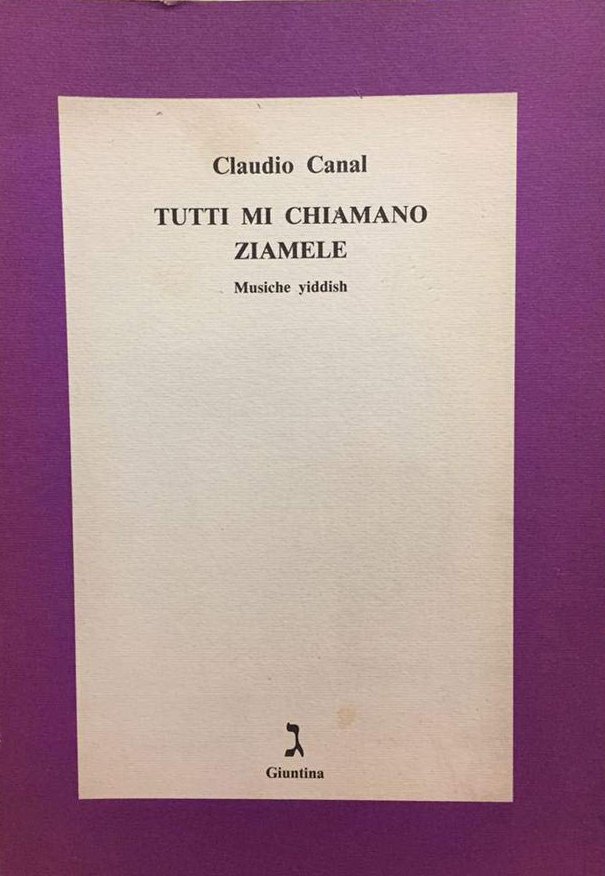 Claudio Canal
TUTTI MI CHIAMANO
ZIAMELE
Musiche yiddish
ג
Giuntina